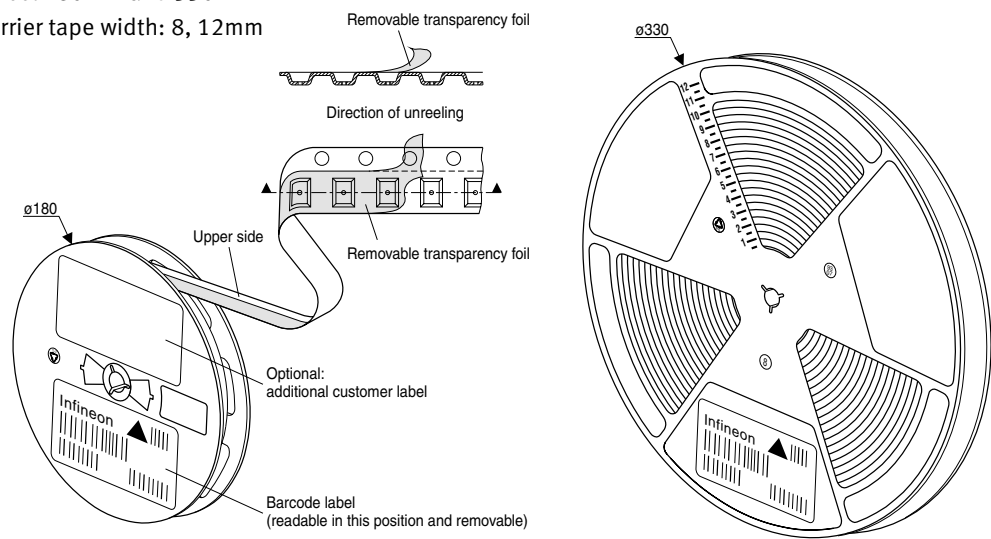 carrier tape width: 8, 12mm
Removable transparency foil
Direction of unreeling
Removable transparency foil
Upper side
ø180
Optional:
additional customer label
Infineon
Barcode label
(readable in this position and removable)
ø330
12
11
10
9
8
7
6
5
4
3
2
1
8
Infineon